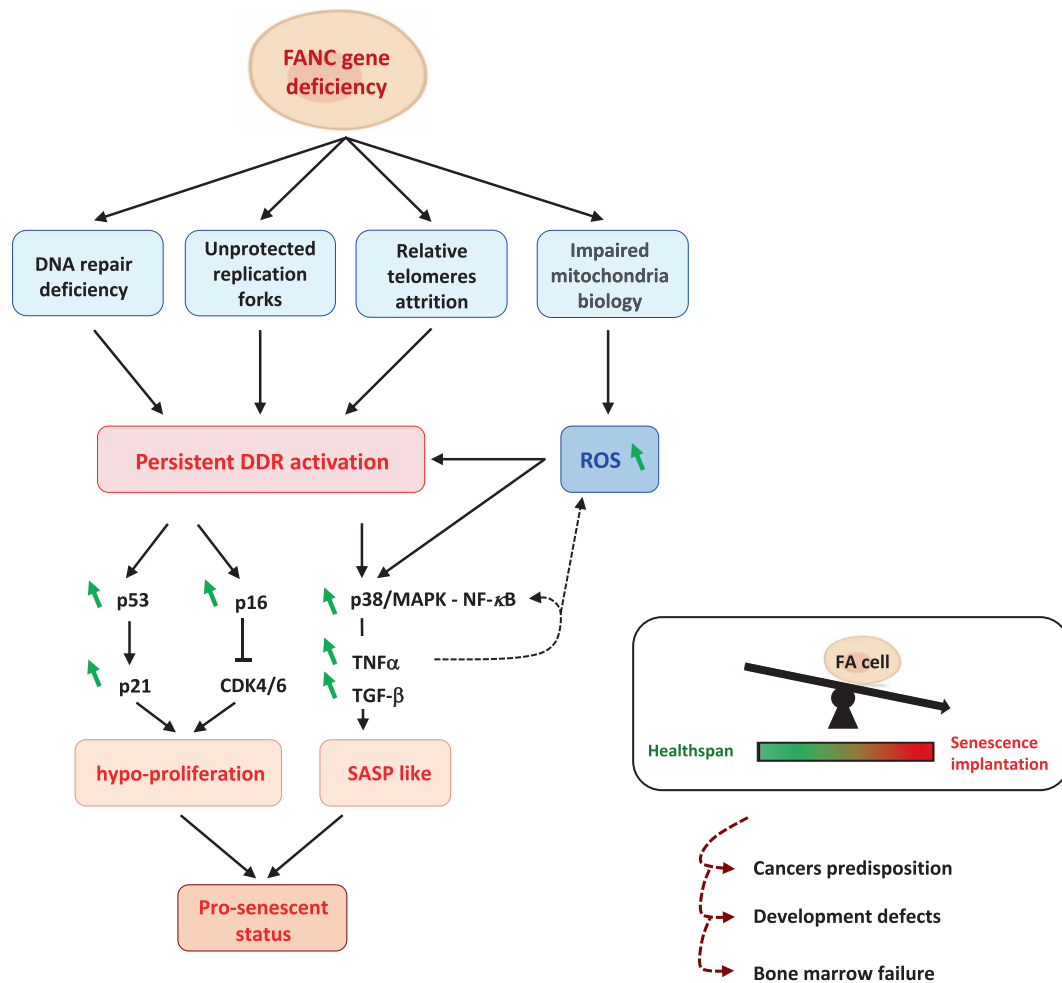 FANC gene
deficiency
DNA repair
deficiency
Unprotected
replication
forks
Relative
telomeres
attrition
Impaired
mitochondria
biology
Persistent DDR activation
ROS
p53
p16
p38/MAPK - NF-κB
TNFα
p21
CDK4/6
TGF-β
hypo-proliferation
SASP like
Pro-senescent
status
FA cell
Healthspan
Senescence
implantation
Cancers predisposition
Development defects
Bone marrow failure